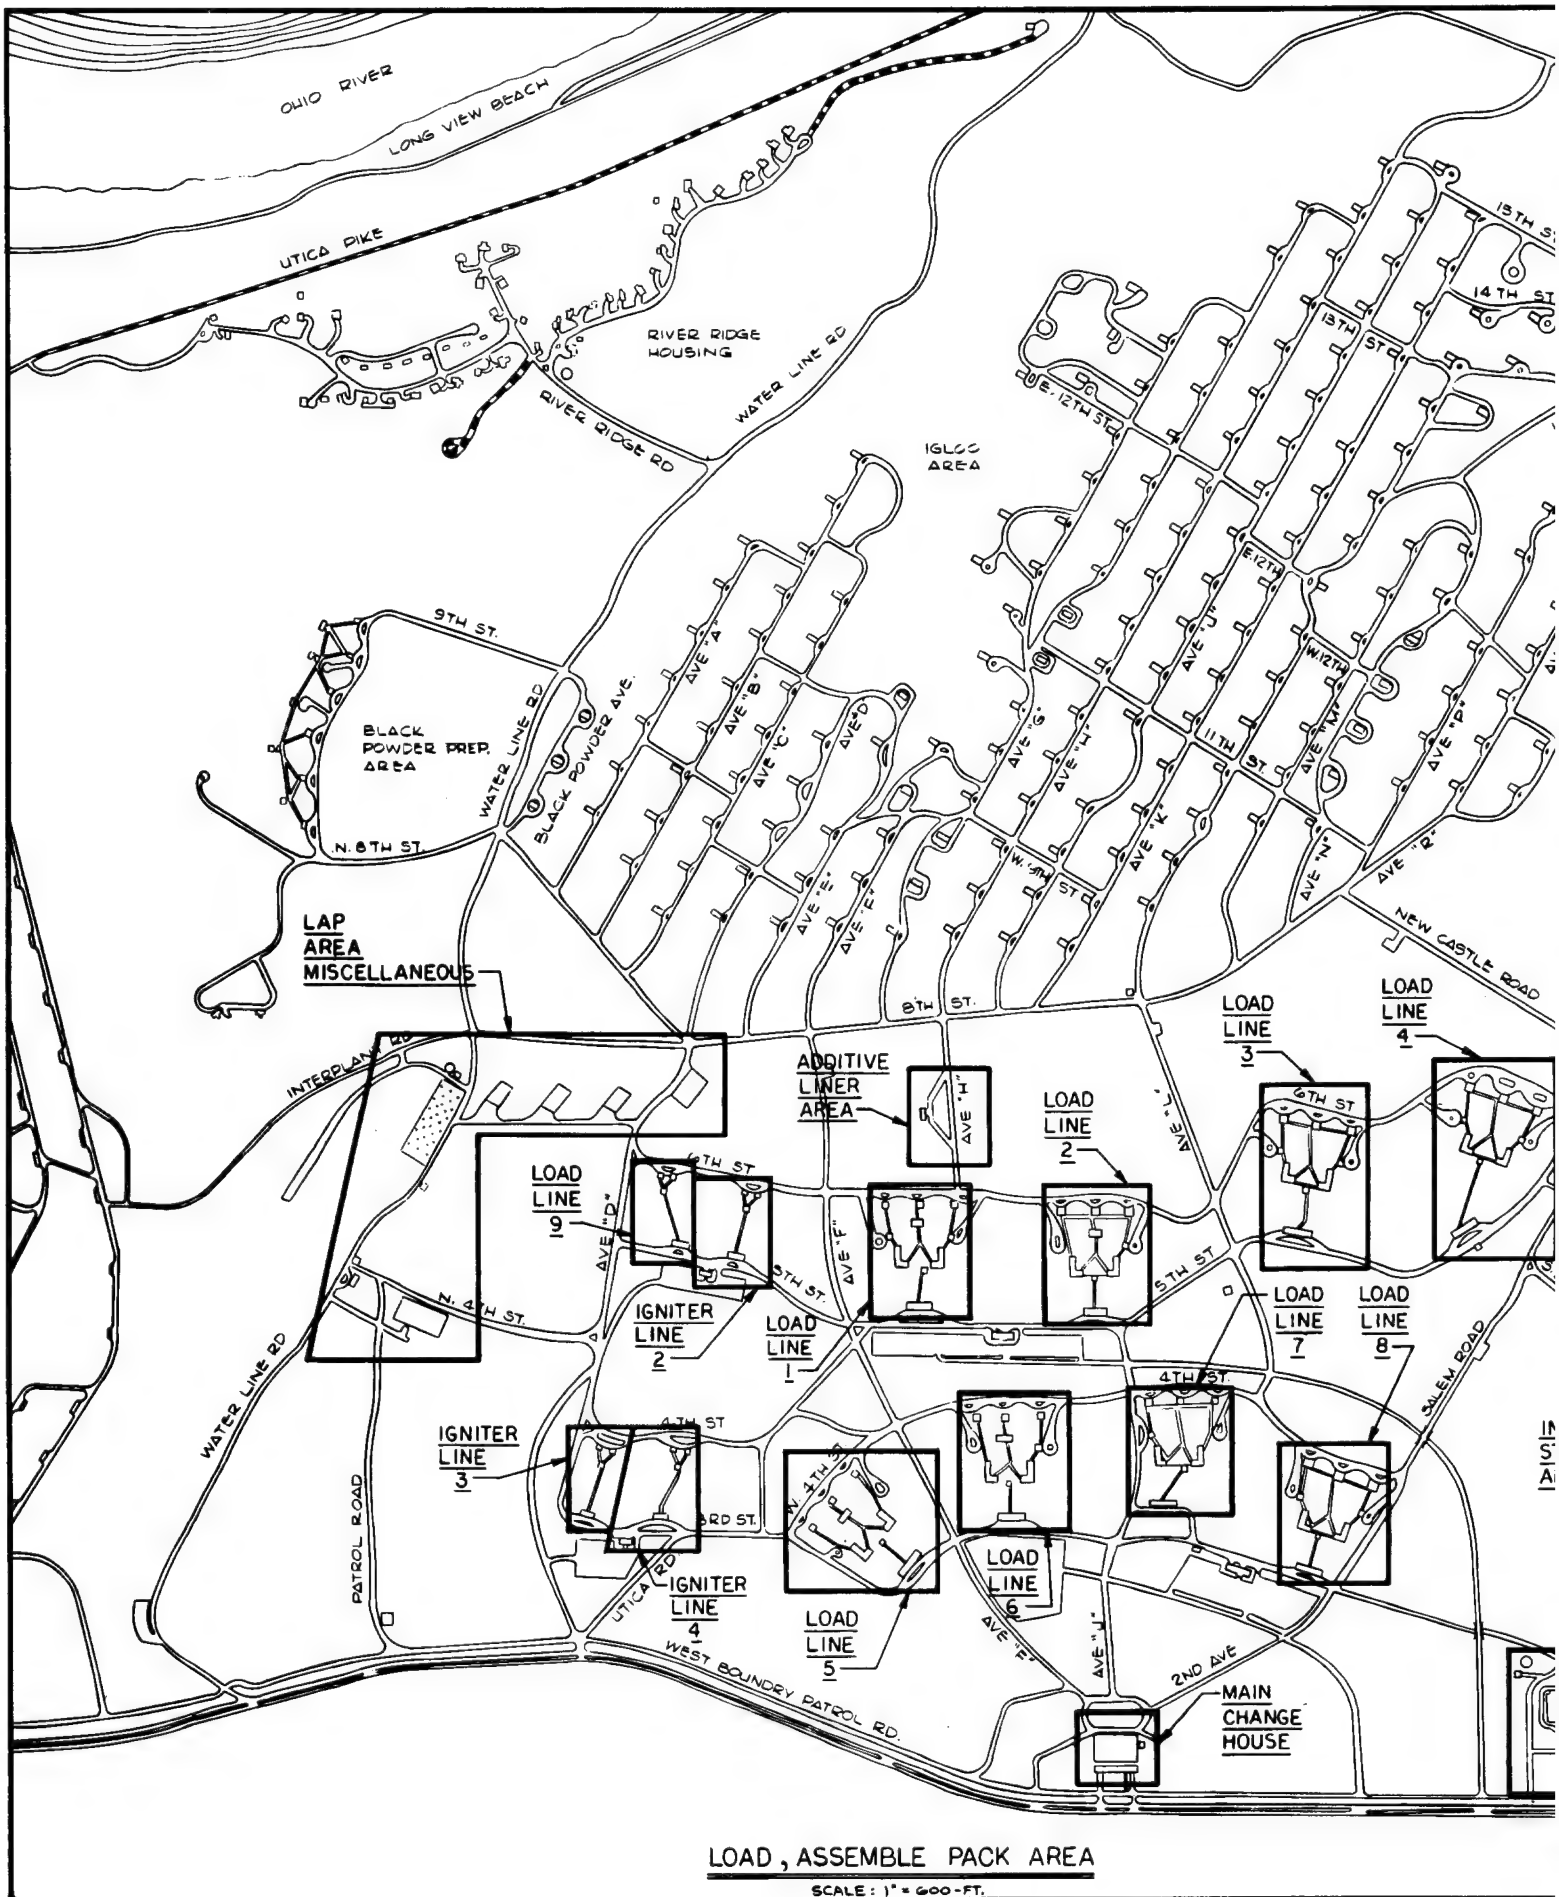 OHIO RIVER
LONG VIEW BEACH
UTICA PIKE
15TH
14TH ST
13TH
ST
RIVER RIDGE
HOUSING
WATER LINE RD
RIVER RIDGE RD
E. 12TH ST.
AREA
E. 12TH
9TH ST.
AVE "A"
AVE "B"
AVE "C"
AVE "D"
AVE "G"
AVE "H"
AVE "J"
W. 12TH
AVE "M"
AVE "P"
11TH
ST.
BLACK
POWDER PREP.
AREA
WATER LINE RD
BLACK POWDER AVE.
N. 8TH ST.
AVE "E"
AVE "F"
W.
ST
AVE "K"
AVE "N"
AVE "R"
NEW CASTLE ROAD
LAP
AREA
MISCELLANEOUS
8TH ST.
LOAD
LINE
3
LOAD
LINE
4
INTERPLANT RD
ADDITIVE
LINER
AREA
AVE "H"
LOAD
LINE
2
AVE "L"
6TH ST
LOAD
LINE
9
6TH ST
AVE "D"
AVE "F"
5TH ST.
5TH ST
N. 4TH ST.
IGNITER
LINE
2
LOAD
LINE
1
LOAD
LINE
7
LOAD
LINE
8
SALEM ROAD
WATER LINE RD
4TH ST.
4TH ST
IGNITER
LINE
3
W. 4TH ST
3RD ST.
PATROL ROAD
UTICA RD
IGNITER
LINE
4
LOAD
LINE
5
LOAD
LINE
6
AVE "F"
AVE "J"
2ND AVE
WEST BOUNDRY PATROL RD.
MAIN
CHANGE
HOUSE
LOAD, ASSEMBLE PACK AREA
SCALE: 1" = 600-FT.